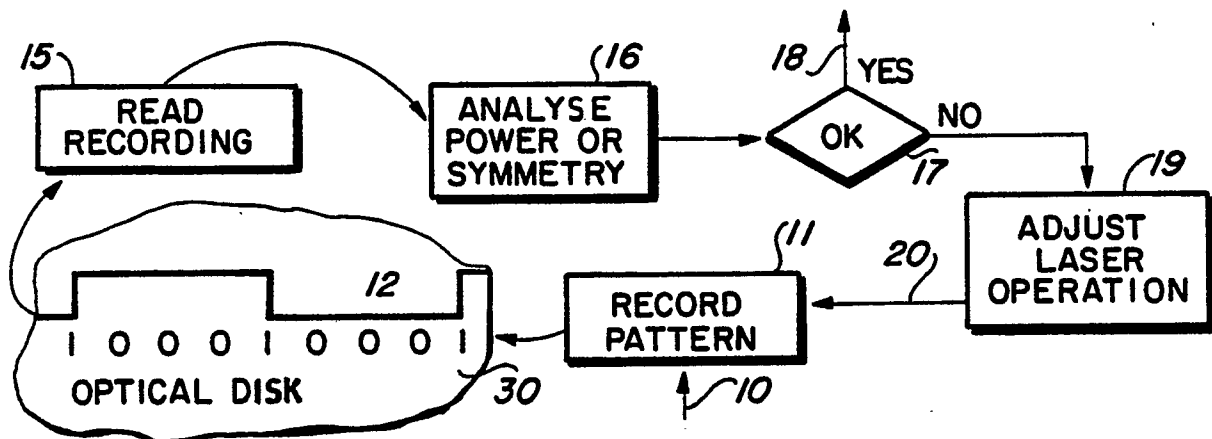 15
READ
RECORDING
16
ANALYSE
POWER OR
SYMMETRY
18
YES
OK
NO
17
19
ADJUST
LASER
OPERATION
20
11
RECORD
PATTERN
10
12
1 0 0 0 1 0 0 0 1
OPTICAL DISK
30